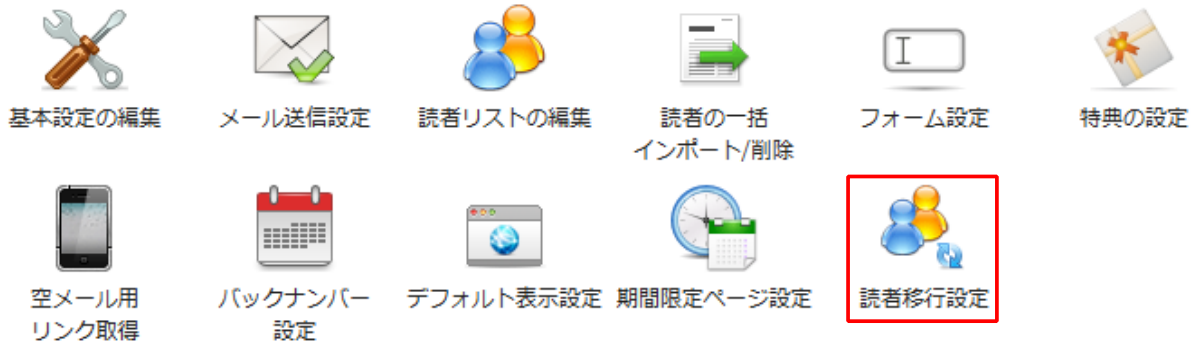 基本設定の編集
メール送信設定
読者リストの編集
読者の一括
インポート/削除
フォーム設定
特典の設定
空メール用
リンク取得
バックナンバー
設定
デフォルト表示設定
期間限定ページ設定
読者移行設定